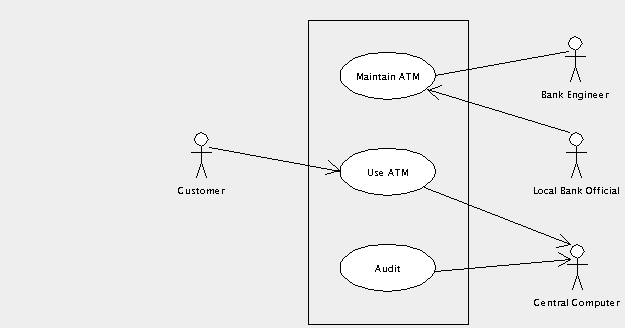 Maintain ATM
Bank Engineer
Customer
Use ATM
Local Bank Official
Audit
Central Computer